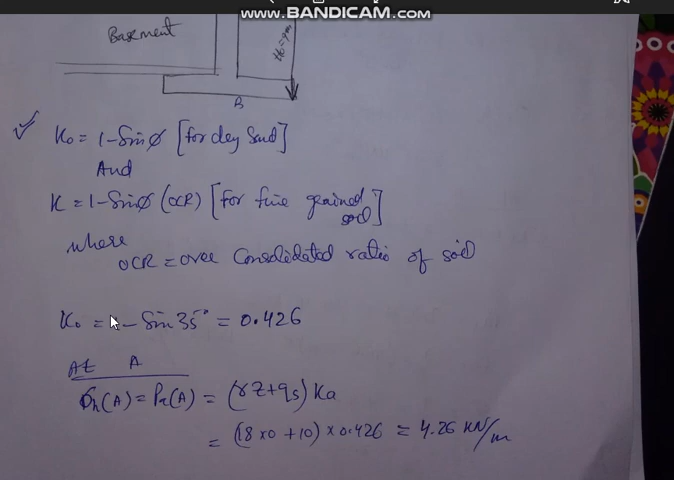 www.BANDICAM.com
Basement
B
K₀ = 1 - Sinφ [for dry Sand]
And
K = 1 - Sinφ (OCR) [for fine grained soil]
where
OCR = over Consolidated ratio of soil
K₀ = 1 - Sin 35° = 0.426
At A
σₕ(A) = Pₐ(A) = (γZ + qs) Ka
= (18 x 0 + 10) x 0.426 = 4.26 KN/m